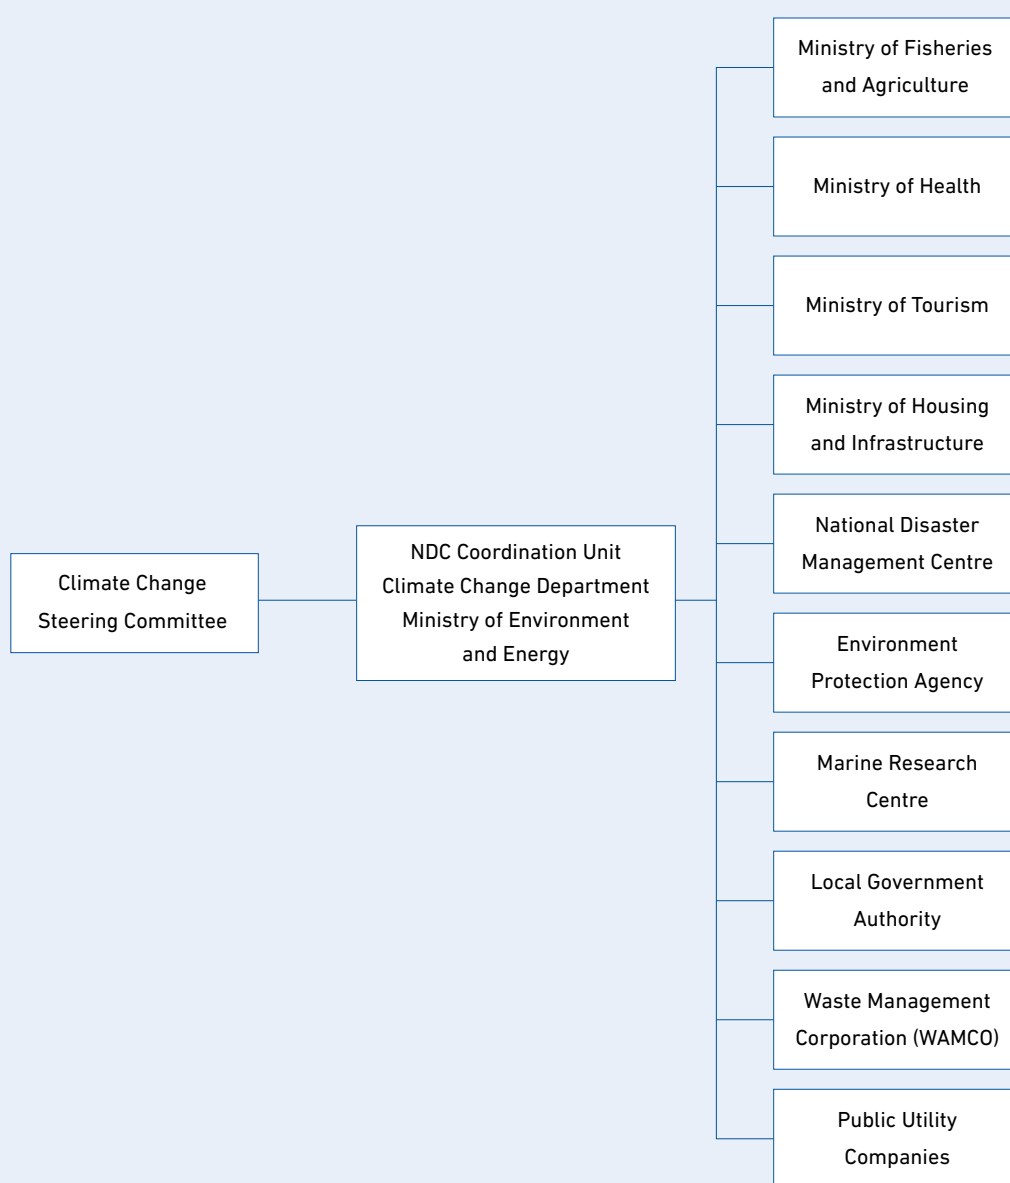 Climate Change
Steering Committee
NDC Coordination Unit
Climate Change Department
Ministry of Environment
and Energy
Ministry of Fisheries
and Agriculture
Ministry of Health
Ministry of Tourism
Ministry of Housing
and Infrastructure
National Disaster
Management Centre
Environment
Protection Agency
Marine Research
Centre
Local Government
Authority
Waste Management
Corporation (WAMCO)
Public Utility
Companies